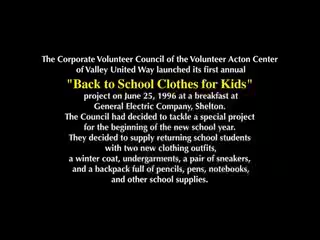 The Corporate Volunteer Council of the Volunteer Acton Center
of Valley United Way launched its first annual
"Back to School Clothes for Kids"
project on June 25, 1996 at a breakfast at
General Electric Company, Shelton.
The Council had decided to tackle a special project
for the beginning of the new school year.
They decided to supply returning school students
with two new clothing outfits,
a winter coat, undergarments, a pair of sneakers,
and a backpack full of pencils, pens, notebooks,
and other school supplies.